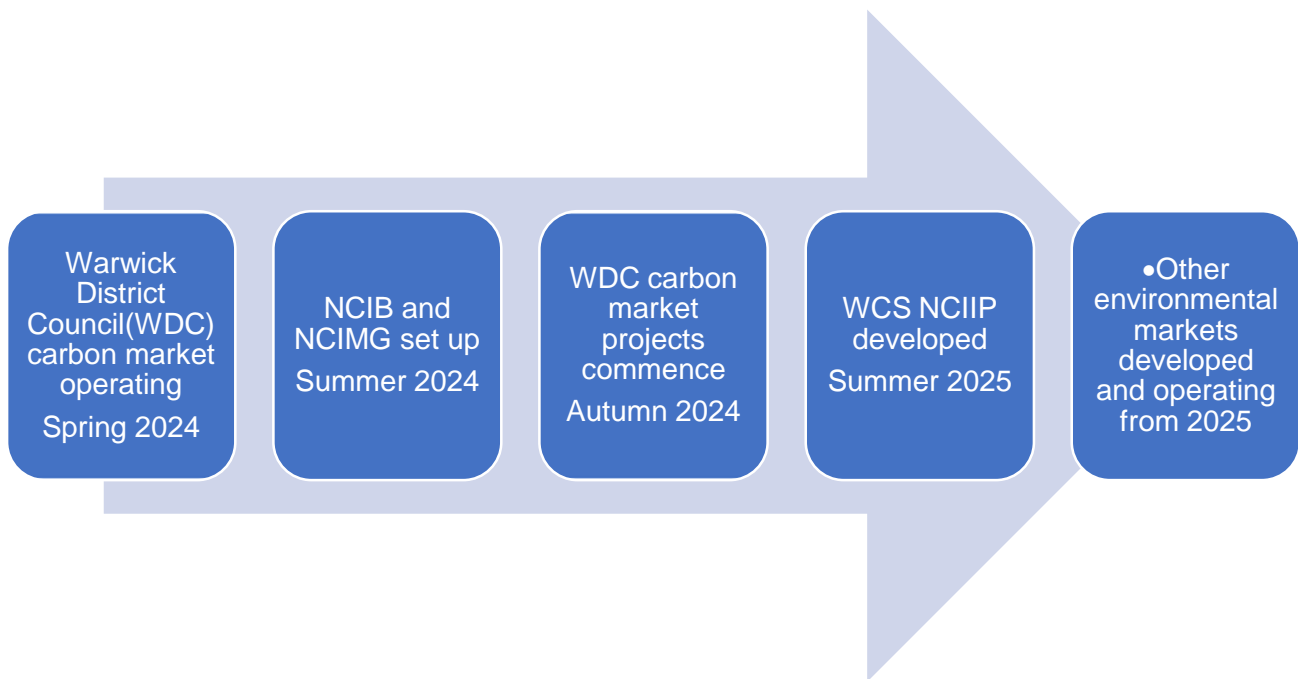 Warwick
District
Council(WDC)
carbon market
operating
Spring 2024
NCIB and
NCIMG set up
Summer 2024
WDC carbon
market
projects
commence
Autumn 2024
WCS NCIIP
developed
Summer 2025
•Other
environmental
markets
developed
and operating
from 2025